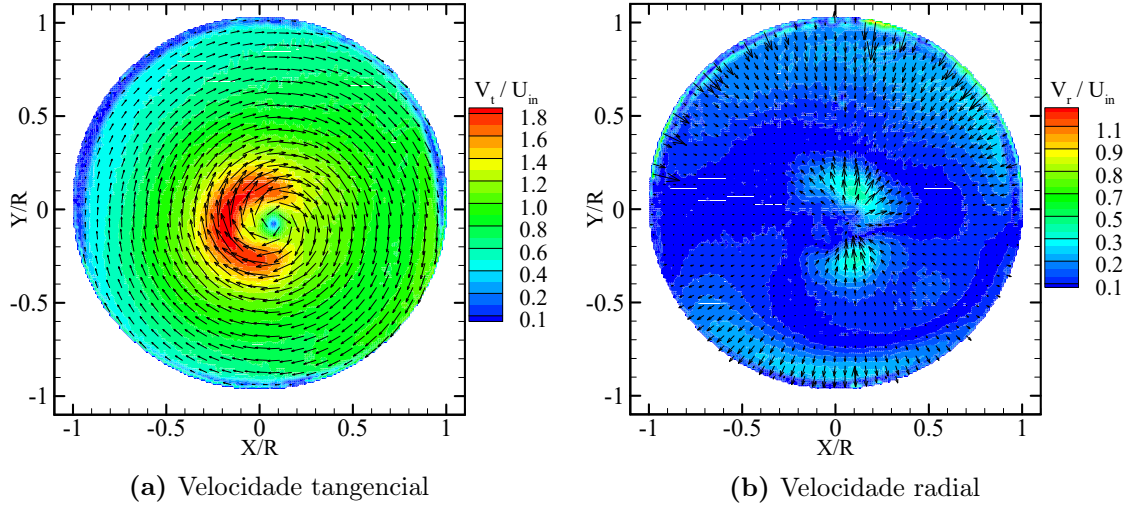 V_t / U_in
1.8
1.6
1.4
1.2
1.0
0.8
0.6
0.4
0.2
0.1
1
0.5
0
-0.5
-1
Y/R
-1 -0.5 0 0.5 1
X/R
(a) Velocidade tangencial
V_r / U_in
1.1
0.9
0.8
0.7
0.5
0.3
0.2
0.1
1
0.5
0
-0.5
-1
Y/R
-1 -0.5 0 0.5 1
X/R
(b) Velocidade radial